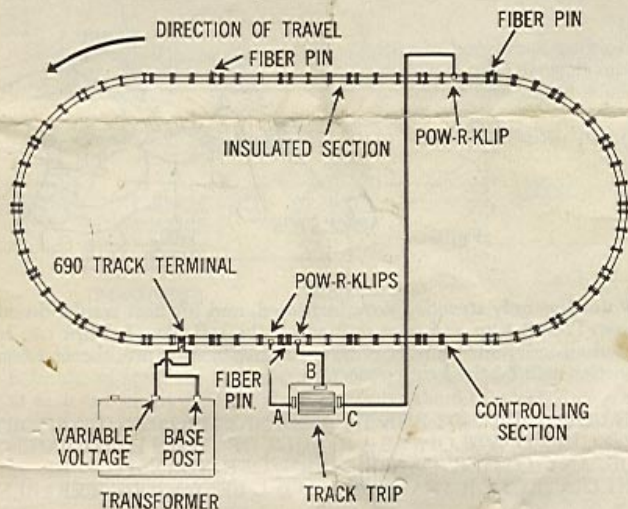 DIRECTION OF TRAVEL
FIBER PIN
FIBER PIN
INSULATED SECTION
POW-R-KLIP
690 TRACK TERMINAL
POW-R-KLIPS
B
FIBER
PIN
A
C
CONTROLLING
SECTION
VARIABLE
VOLTAGE
BASE
POST
TRANSFORMER
TRACK TRIP